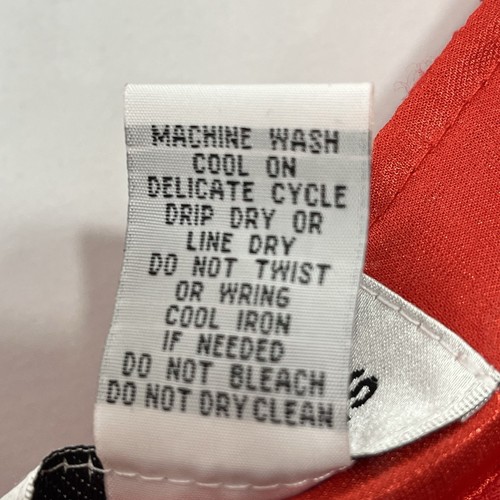 MACHINE WASH
COOL ON
DELICATE CYCLE
DRIP DRY OR
LINE DRY
DO NOT TWIST
OR WRING
COOL IRON
IF NEEDED
DO NOT BLEACH
DO NOT DRYCLEAN